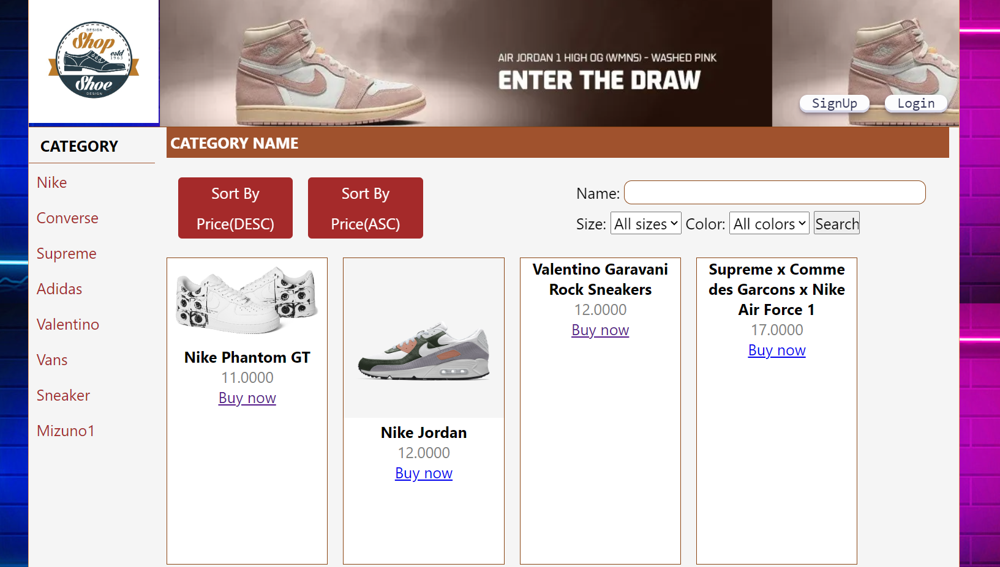 DESIGN
Shop
estd
1963
Shoe
DESIGN
AIR JORDAN 1 HIGH OG (WMNS) - WASHED PINK
ENTER THE DRAW
SignUp
Login
CATEGORY
Nike
Converse
Supreme
Adidas
Valentino
Vans
Sneaker
Mizuno1
CATEGORY NAME
Sort By
Price(DESC)
Sort By
Price(ASC)
Name:
Size: All sizes Color: All colors Search
Nike Phantom GT
11.0000
Buy now
Nike Jordan
12.0000
Buy now
Valentino Garavani
Rock Sneakers
12.0000
Buy now
Supreme x Comme
des Garcons x Nike
Air Force 1
17.0000
Buy now